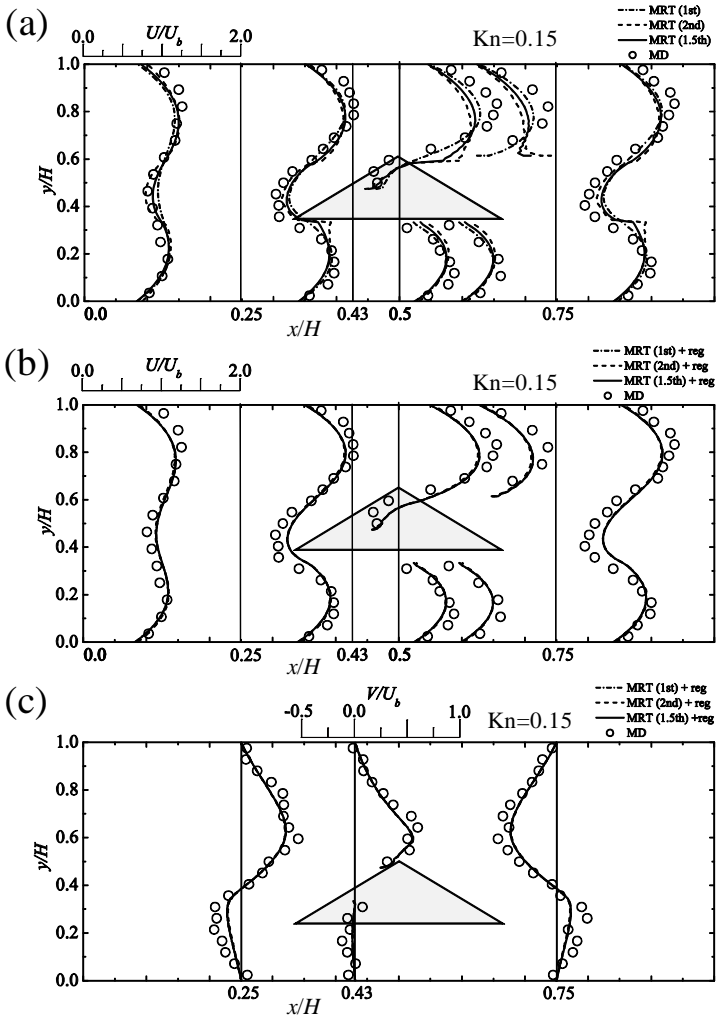 (a)
0.0 U/U_b 2.0
Kn=0.15
MRT (1st)
MRT (2nd)
MRT (1.5th)
MD
1.0
0.8
0.6
0.4
0.2
0.0
y/H
0.0 0.25 0.43 0.5 0.75
x/H
(b)
0.0 2.0
U/U_b
Kn=0.15
MRT (1st) + reg
MRT (2nd) + reg
MRT (1.5th) + reg
MD
1.0
0.8
0.6
0.4
0.2
0.0
y/H
0.0 0.25 0.43 0.5 0.75
x/H
(c)
V/U_b
-0.5 0.0 1.0
Kn=0.15
MRT (1st) + reg
MRT (2nd) + reg
MRT (1.5th) +reg
MD
1.0
0.8
0.6
0.4
0.2
0.0
y/H
0.25 0.43 0.75
x/H